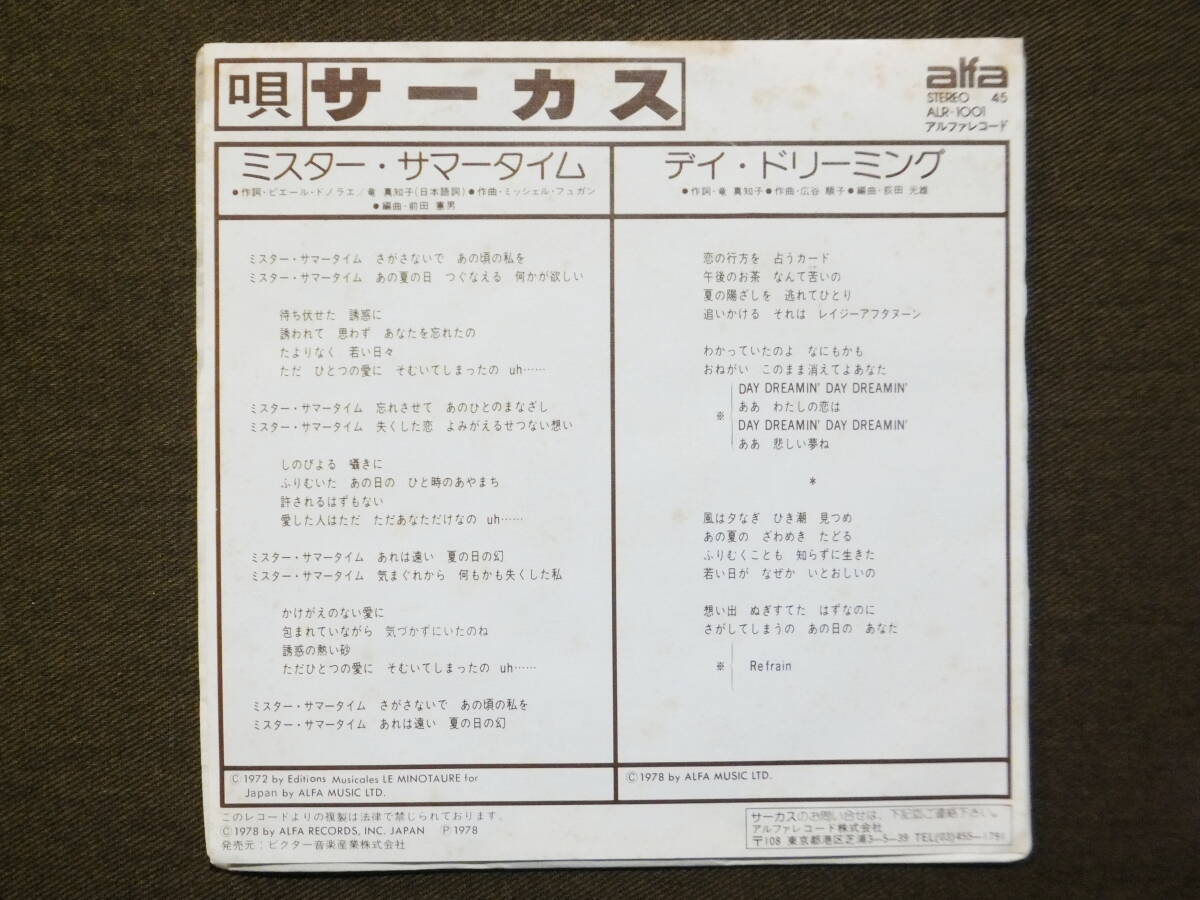 唄 サーカス
alfa
STEREO 45
ALR-1001
アルファレコード
ミスター・サマータイム
●作詞・ピエール・ドノラエ/竜 真知子(日本語詞)●作曲・ミッシェル・フュガン
●編曲・前田 憲男
ミスター・サマータイム さがさないで あの頃の私を
ミスター・サマータイム あの夏の日 つぐなえる 何かが欲しい
待ち伏せた 誘惑に
誘われて 思わず あなたを忘れたの
たよりなく 若い日々
ただ ひとつの愛に そむいてしまったの uh……
ミスター・サマータイム 忘れさせて あのひとのまなざし
ミスター・サマータイム 失くした恋 よみがえるせつない想い
しのびよる 囁きに
ふりむいた あの日の ひと時のあやまち
許されるはずもない
愛した人はただ ただあなただけなの uh……
ミスター・サマータイム あれは遠い 夏の日の幻
ミスター・サマータイム 気まぐれから 何もかも失くした私
かけがえのない愛に
包まれていながら 気づかずにいたのね
誘惑の熱い砂
ただひとつの愛に そむいてしまったの uh……
ミスター・サマータイム さがさないで あの頃の私を
ミスター・サマータイム あれは遠い 夏の日の幻
Ⓒ1972 by Editions Musicales LE MINOTAURE for
Japan by ALFA MUSIC LTD.
デイ・ドリーミング
●作詞・竜 真知子●作曲・広谷 順子●編曲・萩田 光雄
恋の行方を 占うカード
午後のお茶 なんて苦いの
夏の陽ざしを 逃れてひとり
追いかける それは レイジーアフタヌーン
わかっていたのよ なにもかも
おねがい このまま消えてよあなた
DAY DREAMIN' DAY DREAMIN'
ああ わたしの恋は
※
DAY DREAMIN' DAY DREAMIN'
ああ 悲しい夢ね
*
風は夕なぎ ひき潮 見つめ
あの夏の ざわめき たどる
ふりむくことも 知らずに生きた
若い日が なぜか いとおしいの
想い出 ぬぎすてた はずなのに
さがしてしまうの あの日の あなた
※ Refrain
Ⓒ1978 by ALFA MUSIC LTD.
このレコードよりの複製は法律で禁じられております。
Ⓒ1978 by ALFA RECORDS, INC. JAPAN Ⓟ1978
発売元:ビクター音楽産業株式会社
サーカスのお問い合せは、下記迄ご連絡下さい。
アルファレコード株式会社
〒108 東京都港区芝浦3-5-39 TEL(03)455-1791